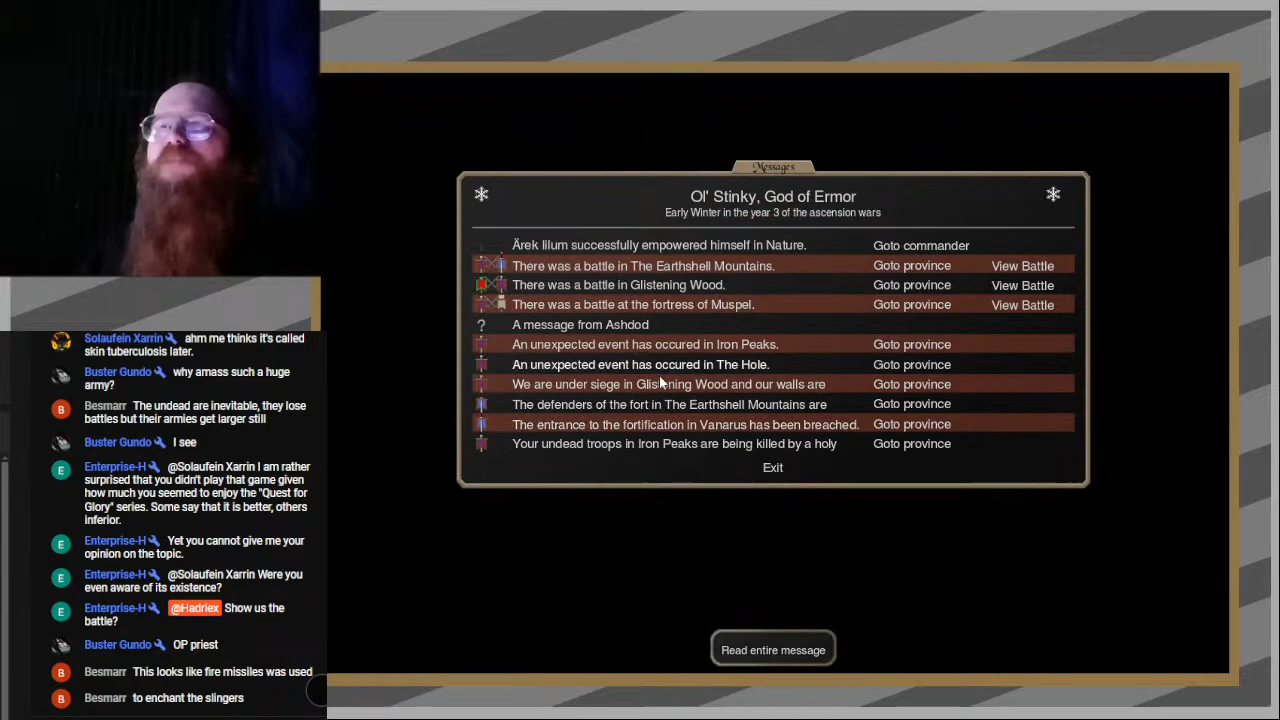 Solaufein Xarrin ahm me thinks it's called
skin tuberculosis later.
Buster Gundo why amass such a huge
army?
B Besmarr The undead are inevitable, they lose
battles but their armies get larger still
Buster Gundo I see
E Enterprise-H @Solaufein Xarrin I am rather
surprised that you didn't play that game given
how much you seemed to enjoy the "Quest for
Glory" series. Some say that it is better, others
inferior.
E Enterprise-H Yet you cannot give me your
opinion on the topic.
E Enterprise-H @Solaufein Xarrin Were you
even aware of its existence?
E Enterprise-H @Hadriex Show us the
battle?
Buster Gundo OP priest
B Besmarr This looks like fire missiles was used
B Besmarr to enchant the slingers
Messages
Ol' Stinky, God of Ermor
Early Winter in the year 3 of the ascension wars
Ärek lilum successfully empowered himself in Nature. Goto commander
There was a battle in The Earthshell Mountains. Goto province View Battle
There was a battle in Glistening Wood. Goto province View Battle
There was a battle at the fortress of Muspel. Goto province View Battle
? A message from Ashdod
An unexpected event has occured in Iron Peaks. Goto province
An unexpected event has occured in The Hole. Goto province
We are under siege in Glistening Wood and our walls are Goto province
The defenders of the fort in The Earthshell Mountains are Goto province
The entrance to the fortification in Vanarus has been breached. Goto province
Your undead troops in Iron Peaks are being killed by a holy Goto province
Exit
Read entire message